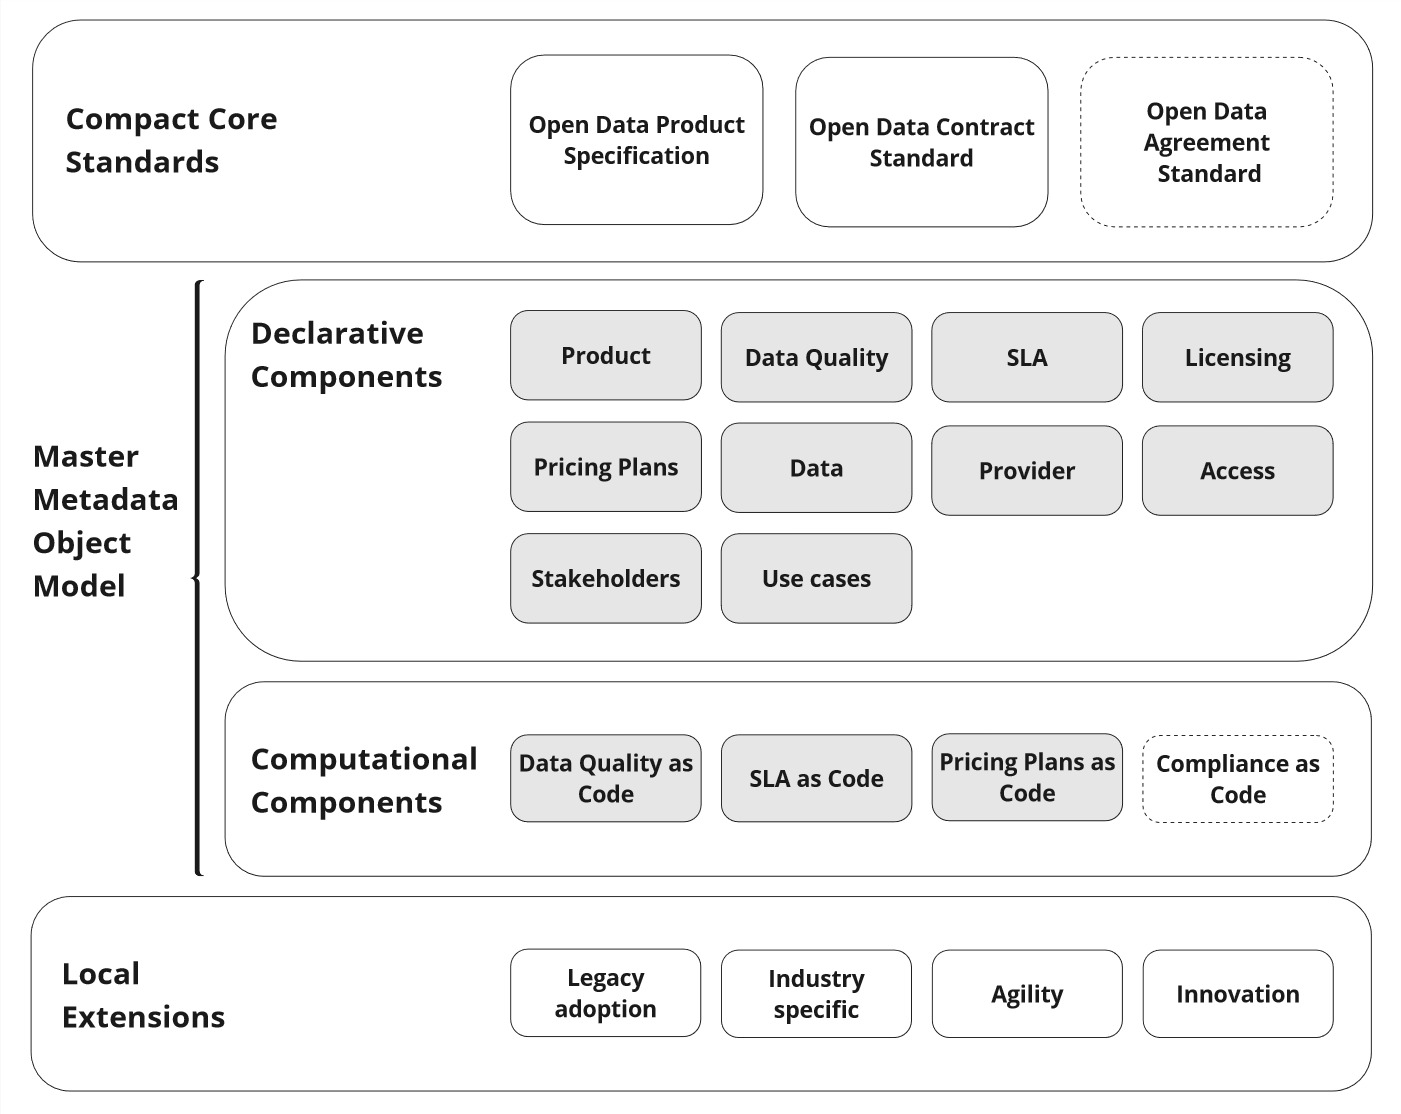 Compact Core
Standards
Open Data Product
Specification
Open Data Contract
Standard
Open Data
Agreement
Standard
Master
Metadata
Object
Model
Declarative
Components
Product
Data Quality
SLA
Licensing
Pricing Plans
Data
Provider
Access
Stakeholders
Use cases
Computational
Components
Data Quality as
Code
SLA as Code
Pricing Plans as
Code
Compliance as
Code
Local
Extensions
Legacy
adoption
Industry
specific
Agility
Innovation